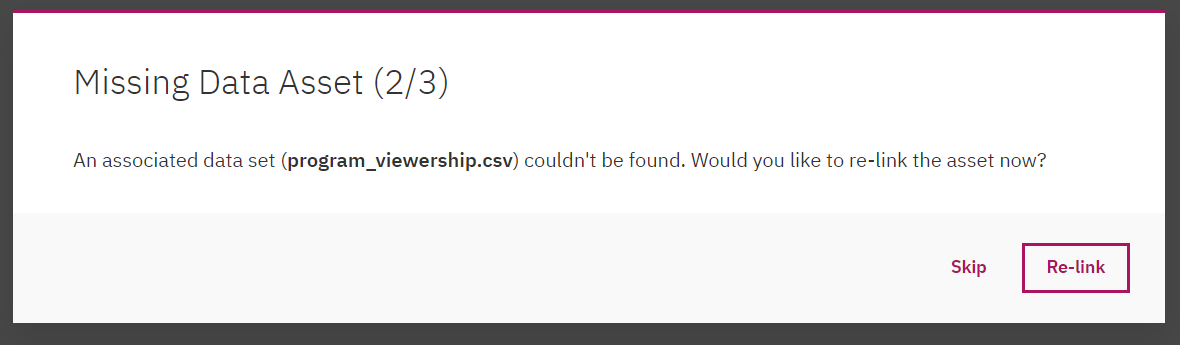 Missing Data Asset (2/3)
An associated data set (program_viewership.csv) couldn't be found. Would you like to re-link the asset now?
Skip
Re-link